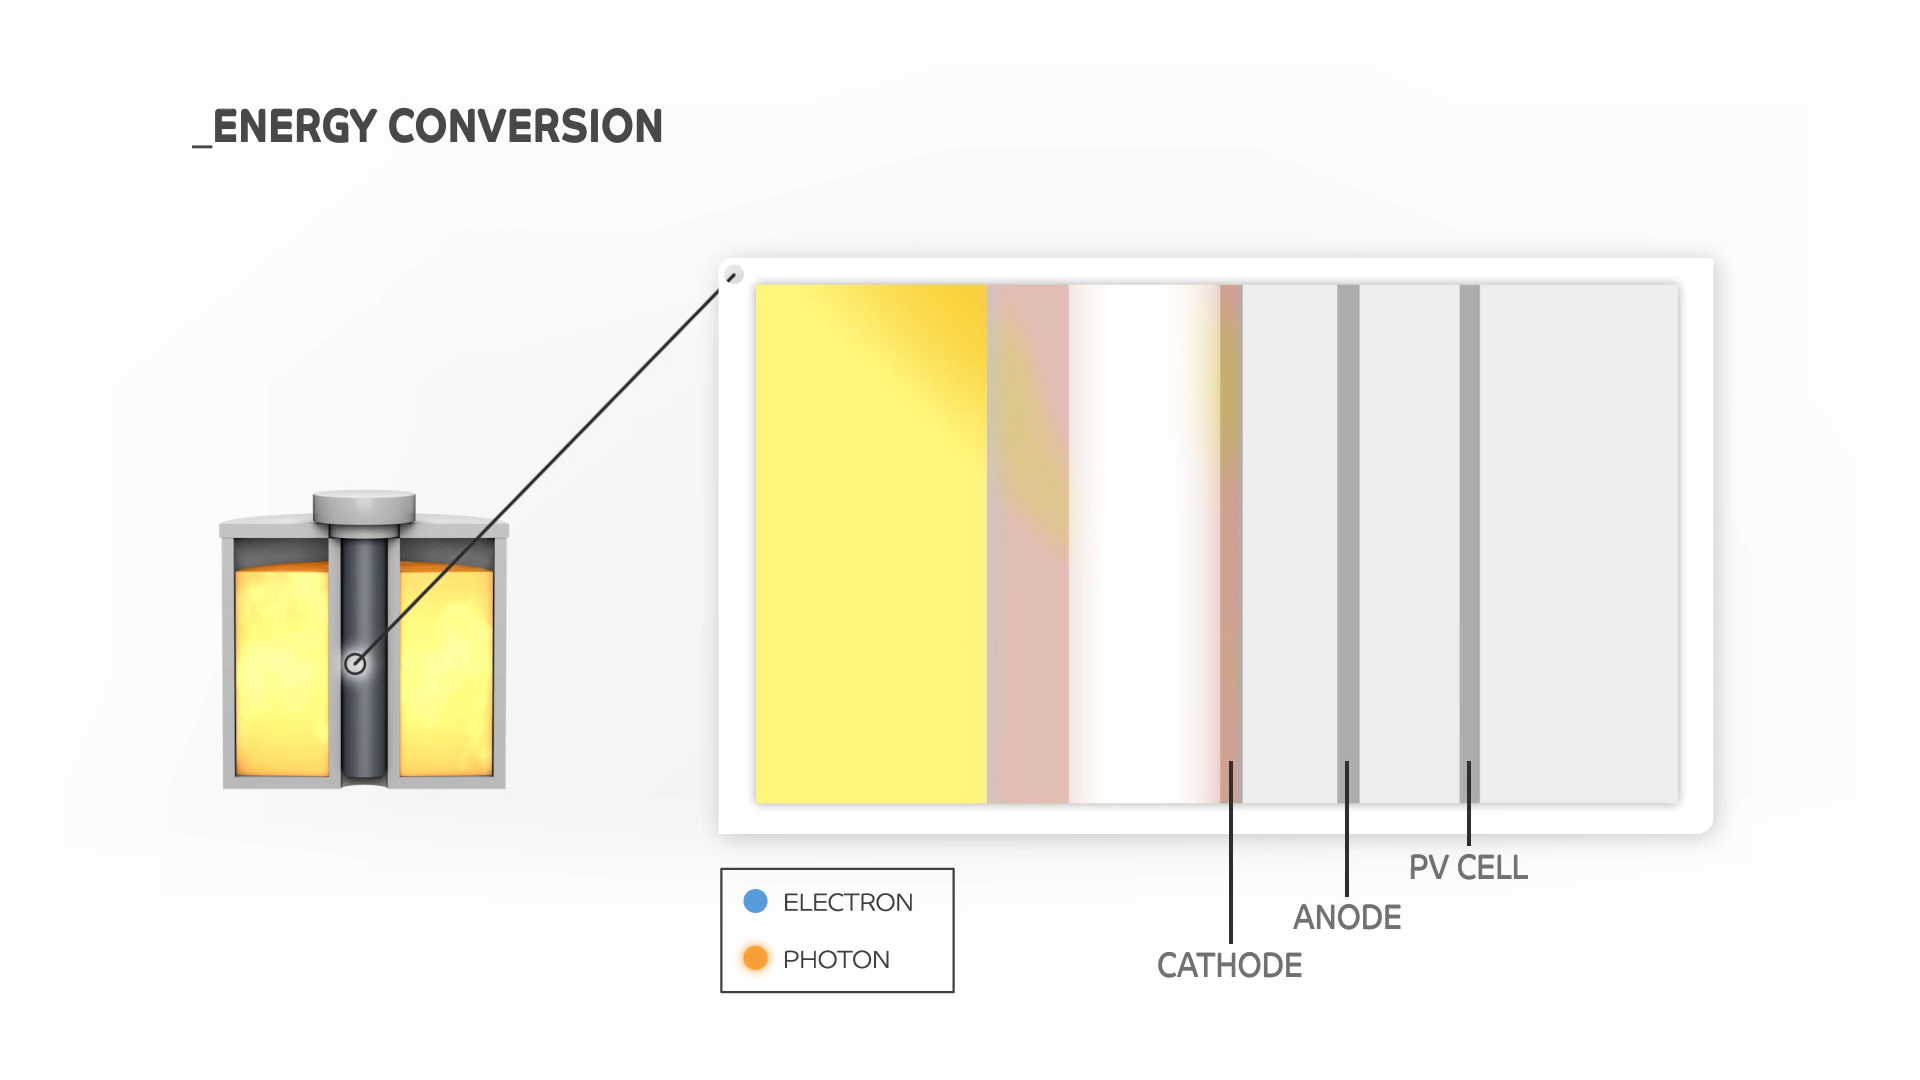 _ENERGY CONVERSION
PV CELL
ANODE
CATHODE
ELECTRON
PHOTON